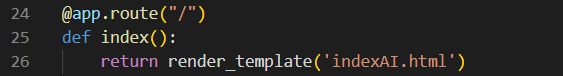 24 @app.route("/")
25 def index():
26     return render_template('indexAI.html')